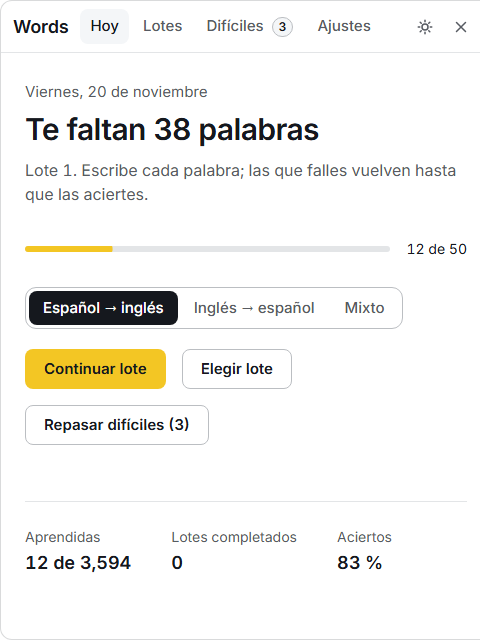 Words Hoy Lotes Difíciles 3 Ajustes
Viernes, 20 de noviembre
Te faltan 38 palabras
Lote 1. Escribe cada palabra; las que falles vuelven hasta
que las aciertes.
12 de 50
Español → inglés Inglés → español Mixto
Continuar lote Elegir lote
Repasar difíciles (3)
Aprendidas Lotes completados Aciertos
12 de 3,594 0 83 %